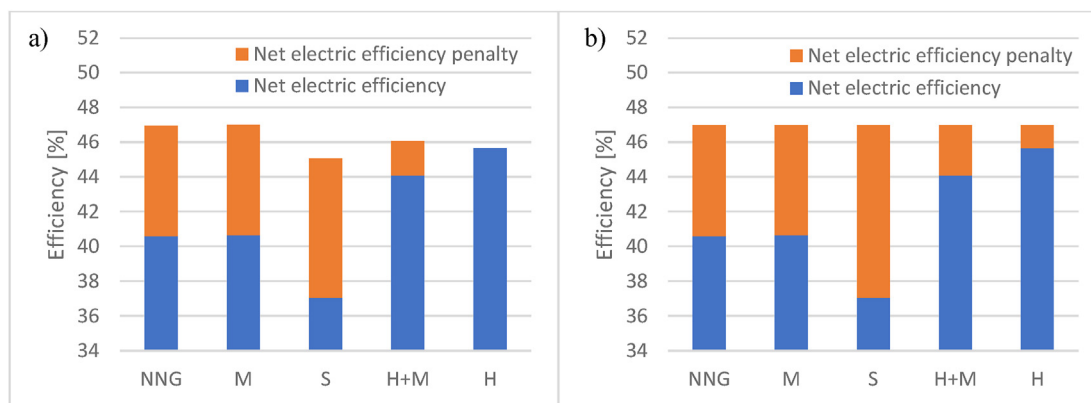 a)
52
50
48
46
44
42
40
38
36
34
Efficiency [%]
Net electric efficiency penalty
Net electric efficiency
NNG M S H+M H
b)
52
50
48
46
44
42
40
38
36
34
Efficiency [%]
Net electric efficiency penalty
Net electric efficiency
NNG M S H+M H